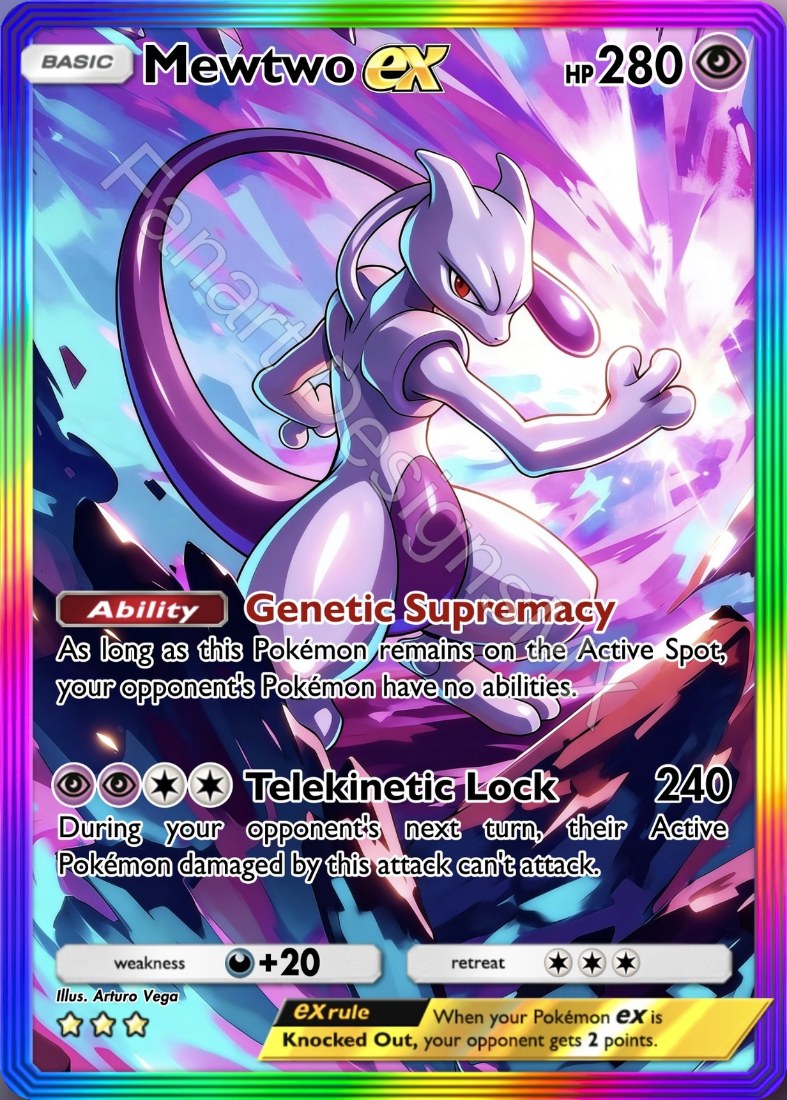 BASIC Mewtwo ex HP 280
Ability Genetic Supremacy
As long as this Pokémon remains on the Active Spot,
your opponent's Pokémon have no abilities.
Telekinetic Lock 240
During your opponent's next turn, their Active
Pokémon damaged by this attack can't attack.
weakness +20 retreat
Illus. Arturo Vega
ex rule When your Pokémon ex is
Knocked Out, your opponent gets 2 points.